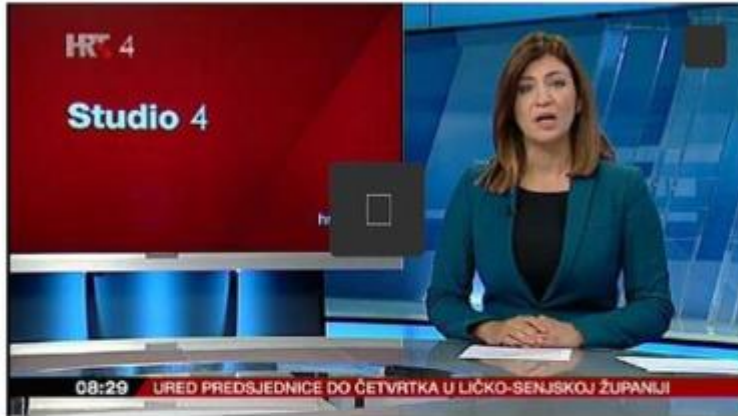 HRT 4
Studio 4
08:29 URED PREDSJEDNICE DO ČETVRTKA U LIČKO-SENJSKOJ ŽUPANIJI